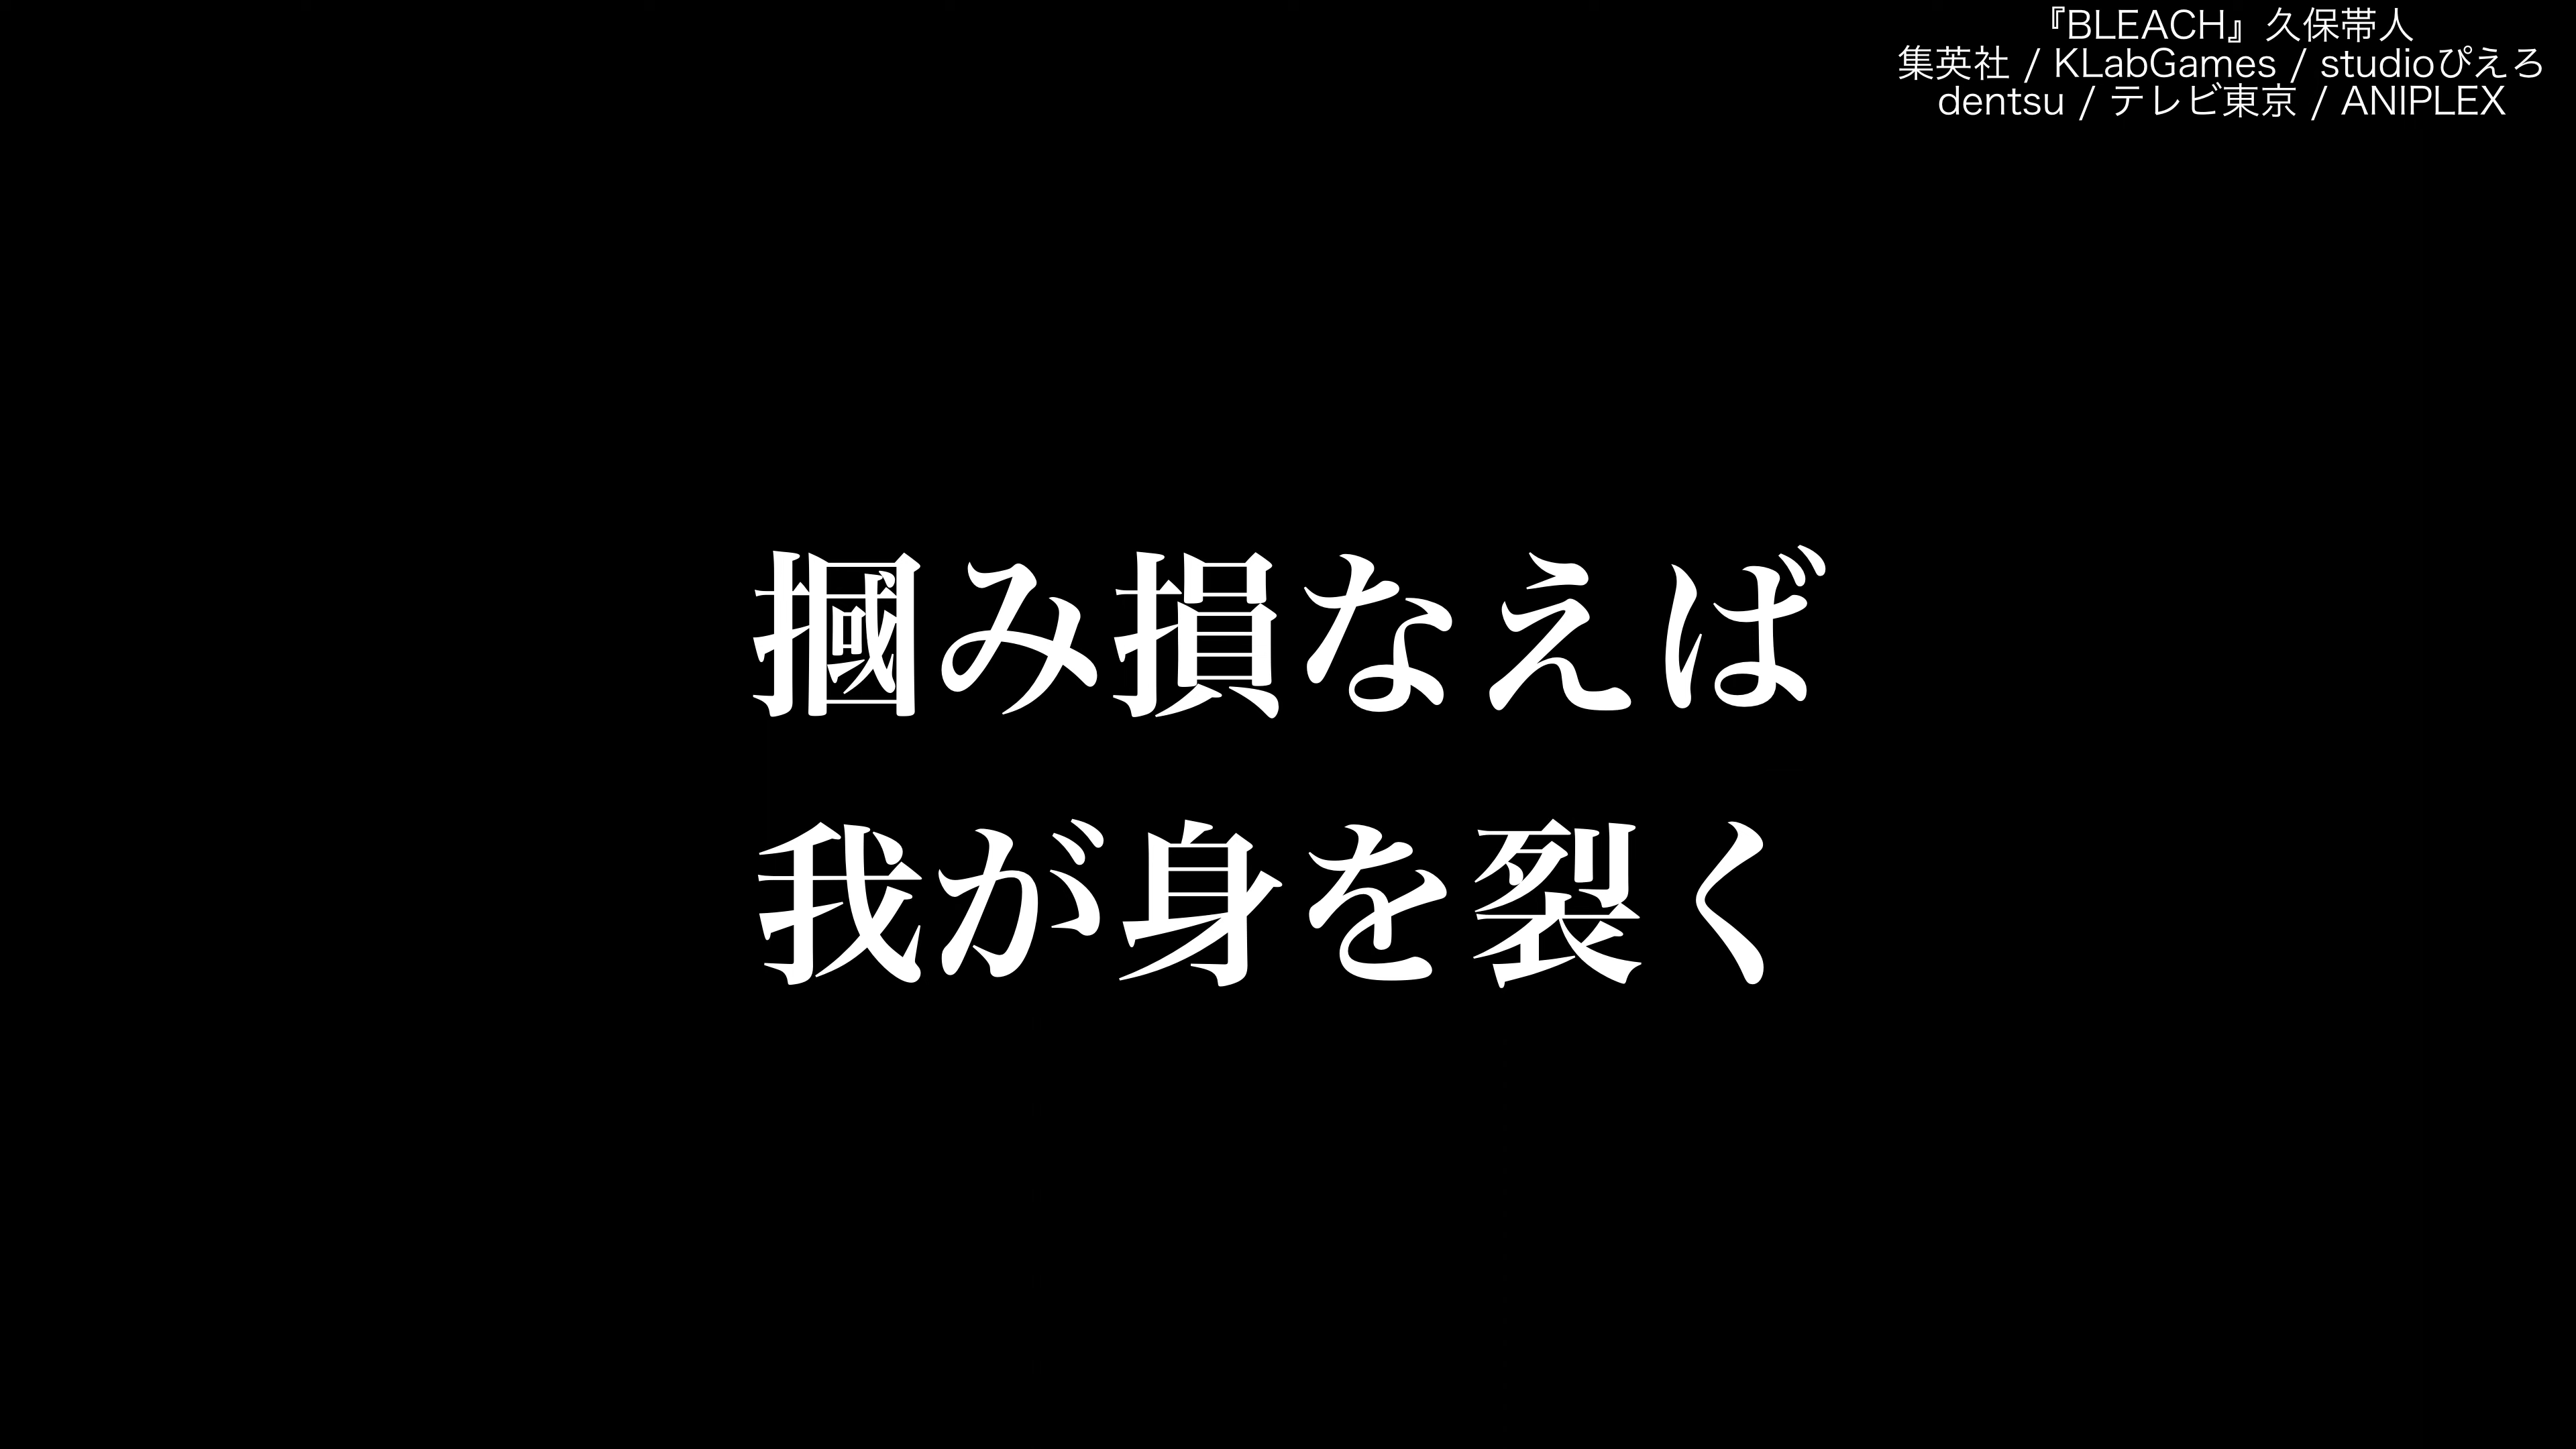 『BLEACH』久保帯人
集英社 / KLabGames / studioぴえろ
dentsu / テレビ東京 / ANIPLEX
摑み損なえば
我が身を裂く